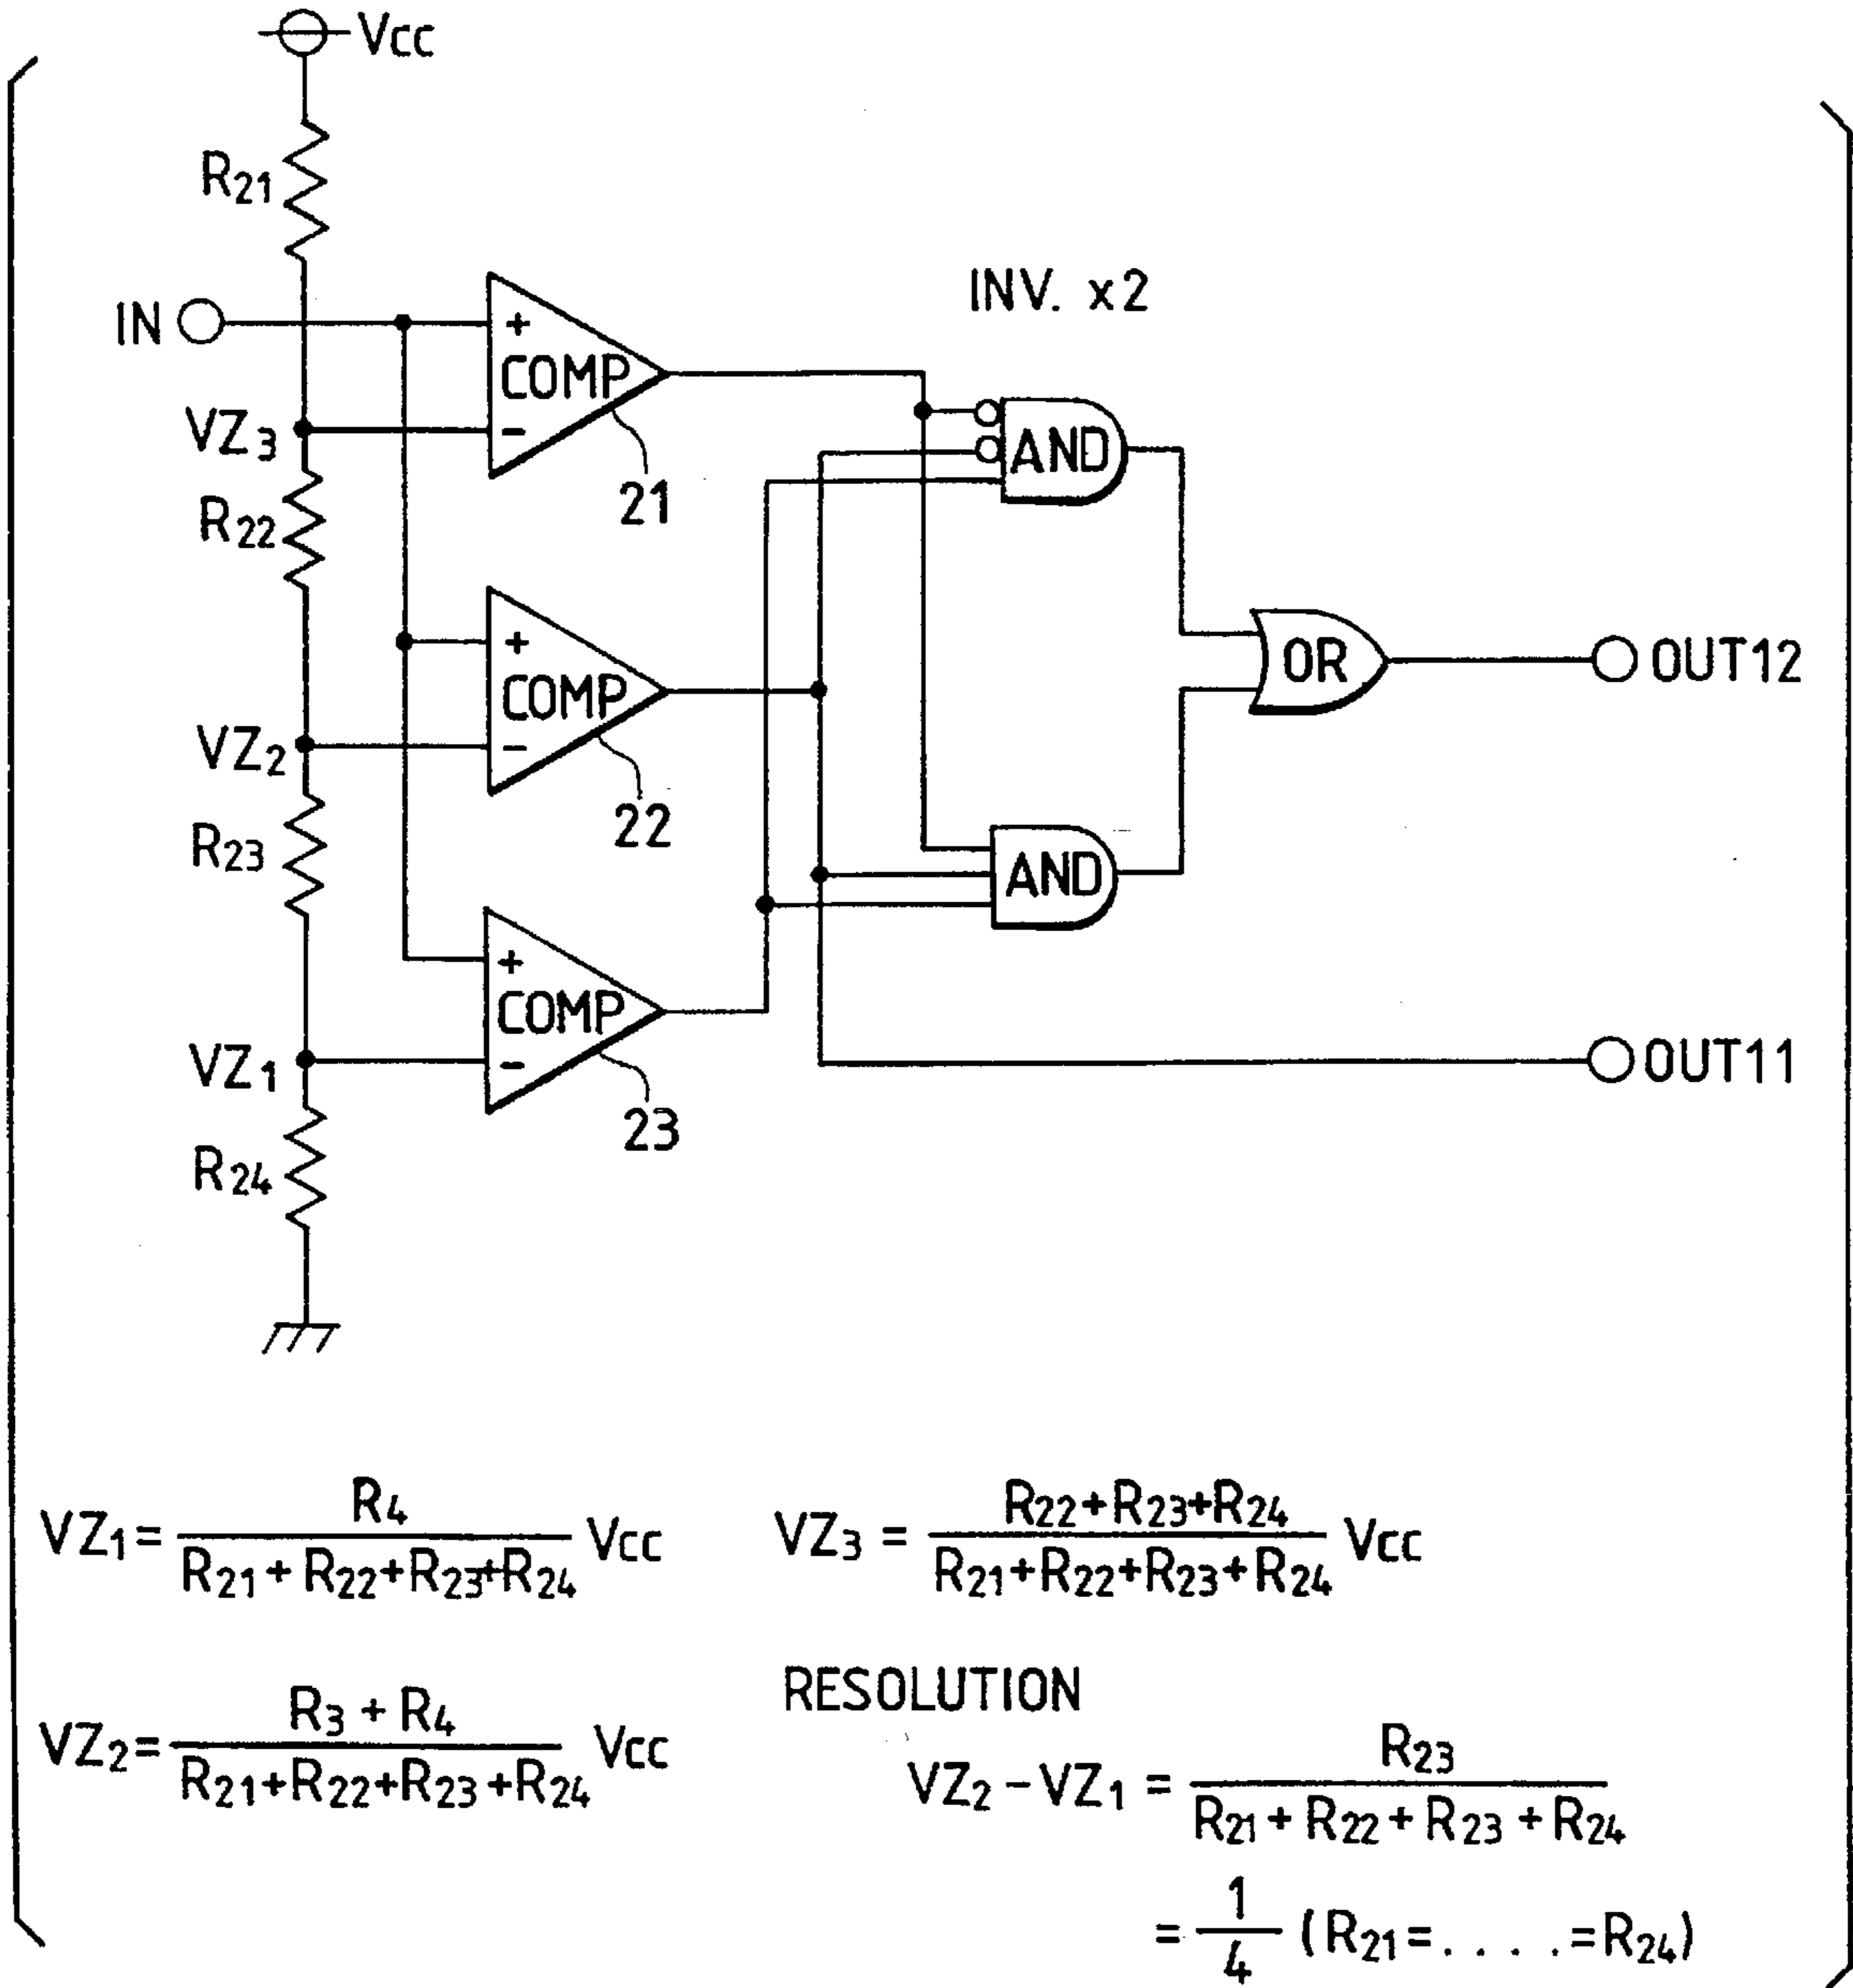 Vcc
R21
INV. x2
IN
+
COMP
-
VZ3
21
AND
R22
+
COMP
-
OR
OUT12
VZ2
22
R23
AND
+
COMP
-
OUT11
VZ1
23
R24
VZ1 = R4 / (R21 + R22 + R23 + R24) Vcc
VZ3 = (R22 + R23 + R24) / (R21 + R22 + R23 + R24) Vcc
VZ2 = (R3 + R4) / (R21 + R22 + R23 + R24) Vcc
RESOLUTION
VZ2 - VZ1 = R23 / (R21 + R22 + R23 + R24)
= 1/4 (R21 = . . . . = R24)